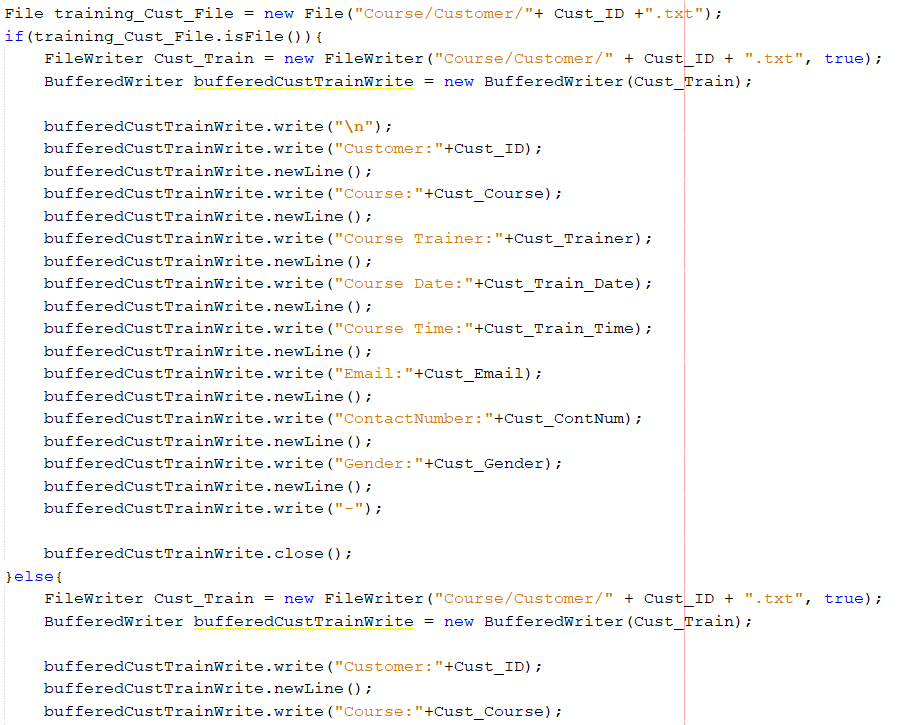 File training_Cust_File = new File("Course/Customer/"+ Cust_ID +".txt");
if(training_Cust_File.isFile()){
    FileWriter Cust_Train = new FileWriter("Course/Customer/" + Cust_ID + ".txt", true);
    BufferedWriter bufferedCustTrainWrite = new BufferedWriter(Cust_Train);

    bufferedCustTrainWrite.write("\n");
    bufferedCustTrainWrite.write("Customer:"+Cust_ID);
    bufferedCustTrainWrite.newLine();
    bufferedCustTrainWrite.write("Course:"+Cust_Course);
    bufferedCustTrainWrite.newLine();
    bufferedCustTrainWrite.write("Course Trainer:"+Cust_Trainer);
    bufferedCustTrainWrite.newLine();
    bufferedCustTrainWrite.write("Course Date:"+Cust_Train_Date);
    bufferedCustTrainWrite.newLine();
    bufferedCustTrainWrite.write("Course Time:"+Cust_Train_Time);
    bufferedCustTrainWrite.newLine();
    bufferedCustTrainWrite.write("Email:"+Cust_Email);
    bufferedCustTrainWrite.newLine();
    bufferedCustTrainWrite.write("ContactNumber:"+Cust_ContNum);
    bufferedCustTrainWrite.newLine();
    bufferedCustTrainWrite.write("Gender:"+Cust_Gender);
    bufferedCustTrainWrite.newLine();
    bufferedCustTrainWrite.write("-");

    bufferedCustTrainWrite.close();
}else{
    FileWriter Cust_Train = new FileWriter("Course/Customer/" + Cust_ID + ".txt", true);
    BufferedWriter bufferedCustTrainWrite = new BufferedWriter(Cust_Train);

    bufferedCustTrainWrite.write("Customer:"+Cust_ID);
    bufferedCustTrainWrite.newLine();
    bufferedCustTrainWrite.write("Course:"+Cust_Course);